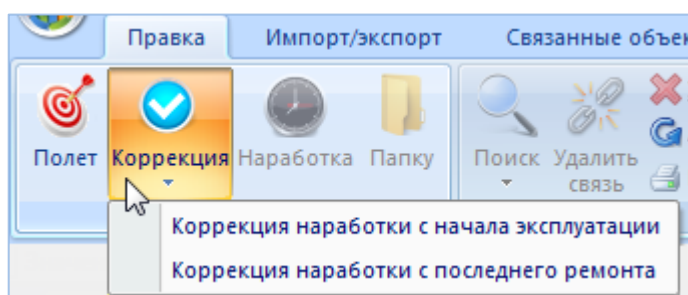 Правка Импорт/экспорт Связанные объек
Полет Коррекция Наработка Папку Поиск Удалить
связь
Коррекция наработки с начала эксплуатации
Коррекция наработки с последнего ремонта